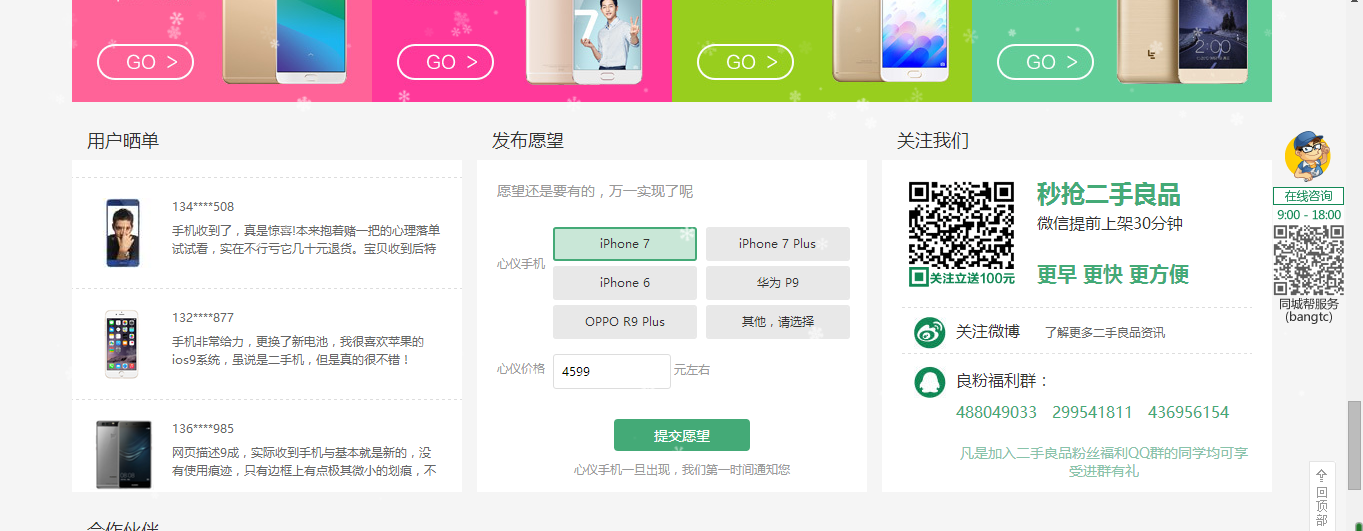 GO >
GO >
GO >
GO >
7
2:00
用户晒单
134****508
手机收到了，真是惊容!本来抱着赌一把的心理落单
试试看，实在不行亏它几十元退货。宝贝收到后特
132****877
手机非常给力，更换了新电池，我很喜欢苹果的
ios9系统，虽说是二手机，但是真的很不错！
136****985
网页描述9成，实际收到手机与基本就是新的，没
有使用痕迹，只有边框上有点极其微小的划痕，不
发布愿望
愿望还是要有的，万一实现了呢
心仪手机
iPhone 7
iPhone 7 Plus
iPhone 6
华为 P9
OPPO R9 Plus
其他，请选择
心仪价格
4599
元左右
提交愿望
心仪手机一旦出现，我们第一时间通知您
关注我们
关注立送100元
秒抢二手良品
微信提前上架30分钟
更早 更快 更方便
关注微博
了解更多二手良品资讯
良粉福利群：
488049033 299541811 436956154
凡是加入二手良品粉丝福利QQ群的同学均可享
受进群有礼
在线咨询
9:00 - 18:00
同城帮服务
(bangtc)
回
顶
部
合作伙伴